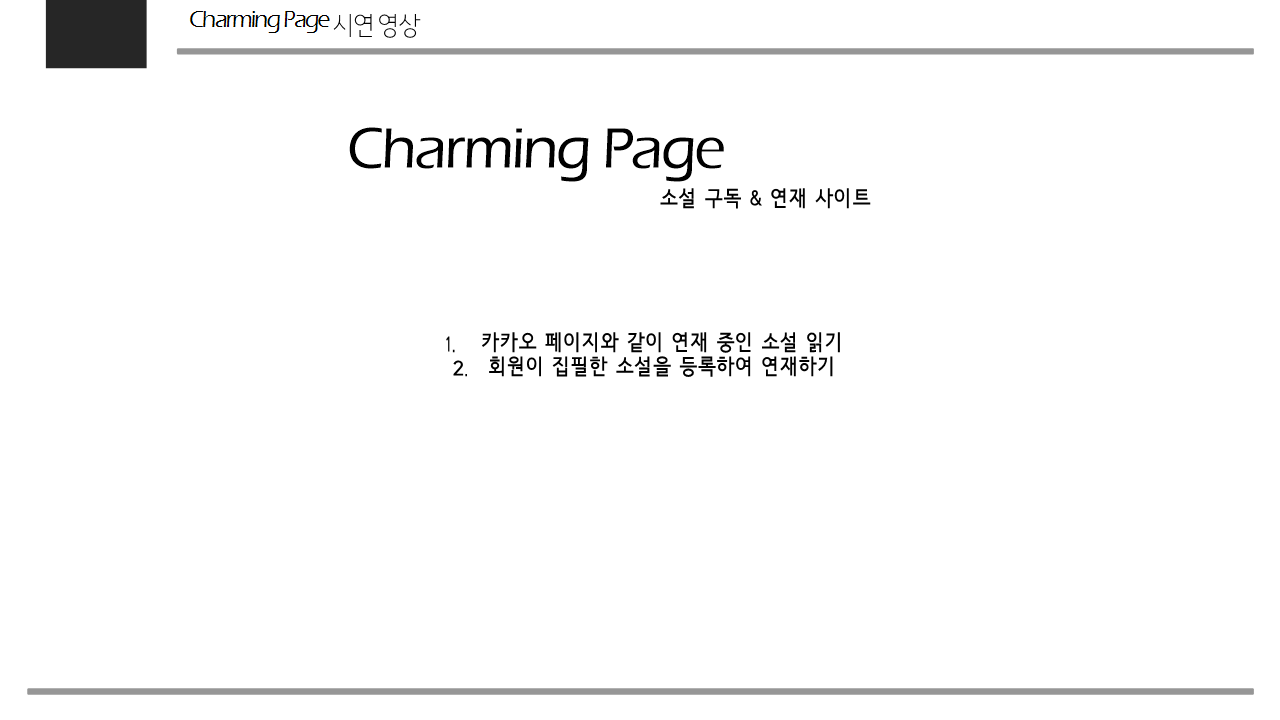 Charming Page 시연 영상
Charming Page
소설 구독 & 연재 사이트
1. 카카오 페이지와 같이 연재 중인 소설 읽기
2. 회원이 집필한 소설을 등록하여 연재하기